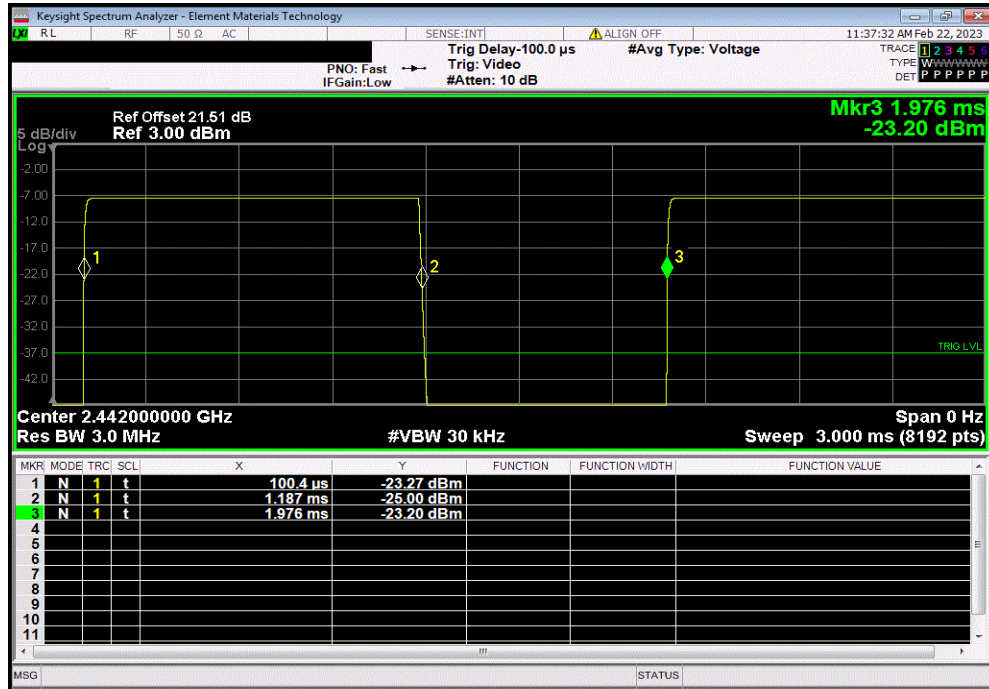 Keysight Spectrum Analyzer - Element Materials Technology
LXI RL RF 50 Ω AC SENSE:INT ALIGN OFF 11:37:32 AM Feb 22, 2023
Trig Delay-100.0 µs #Avg Type: Voltage TRACE 1 2 3 4 5 6
PNO: Fast Trig: Video TYPE WWWWWW
IFGain:Low #Atten: 10 dB DET P P P P P P
Mkr3 1.976 ms
Ref Offset 21.51 dB
5 dB/div Ref 3.00 dBm -23.20 dBm
Log
-2.00
-7.00
-12.0
-17.0
1
2
3
-22.0
-27.0
-32.0
-37.0
TRIG LVL
-42.0
Center 2.442000000 GHz Span 0 Hz
Res BW 3.0 MHz #VBW 30 kHz Sweep 3.000 ms (8192 pts)
MKR MODE TRC SCL X Y FUNCTION FUNCTION WIDTH FUNCTION VALUE
1 N 1 t 100.4 µs -23.27 dBm
2 N 1 t 1.187 ms -25.00 dBm
3 N 1 t 1.976 ms -23.20 dBm
4
5
6
7
8
9
10
11
MSG STATUS